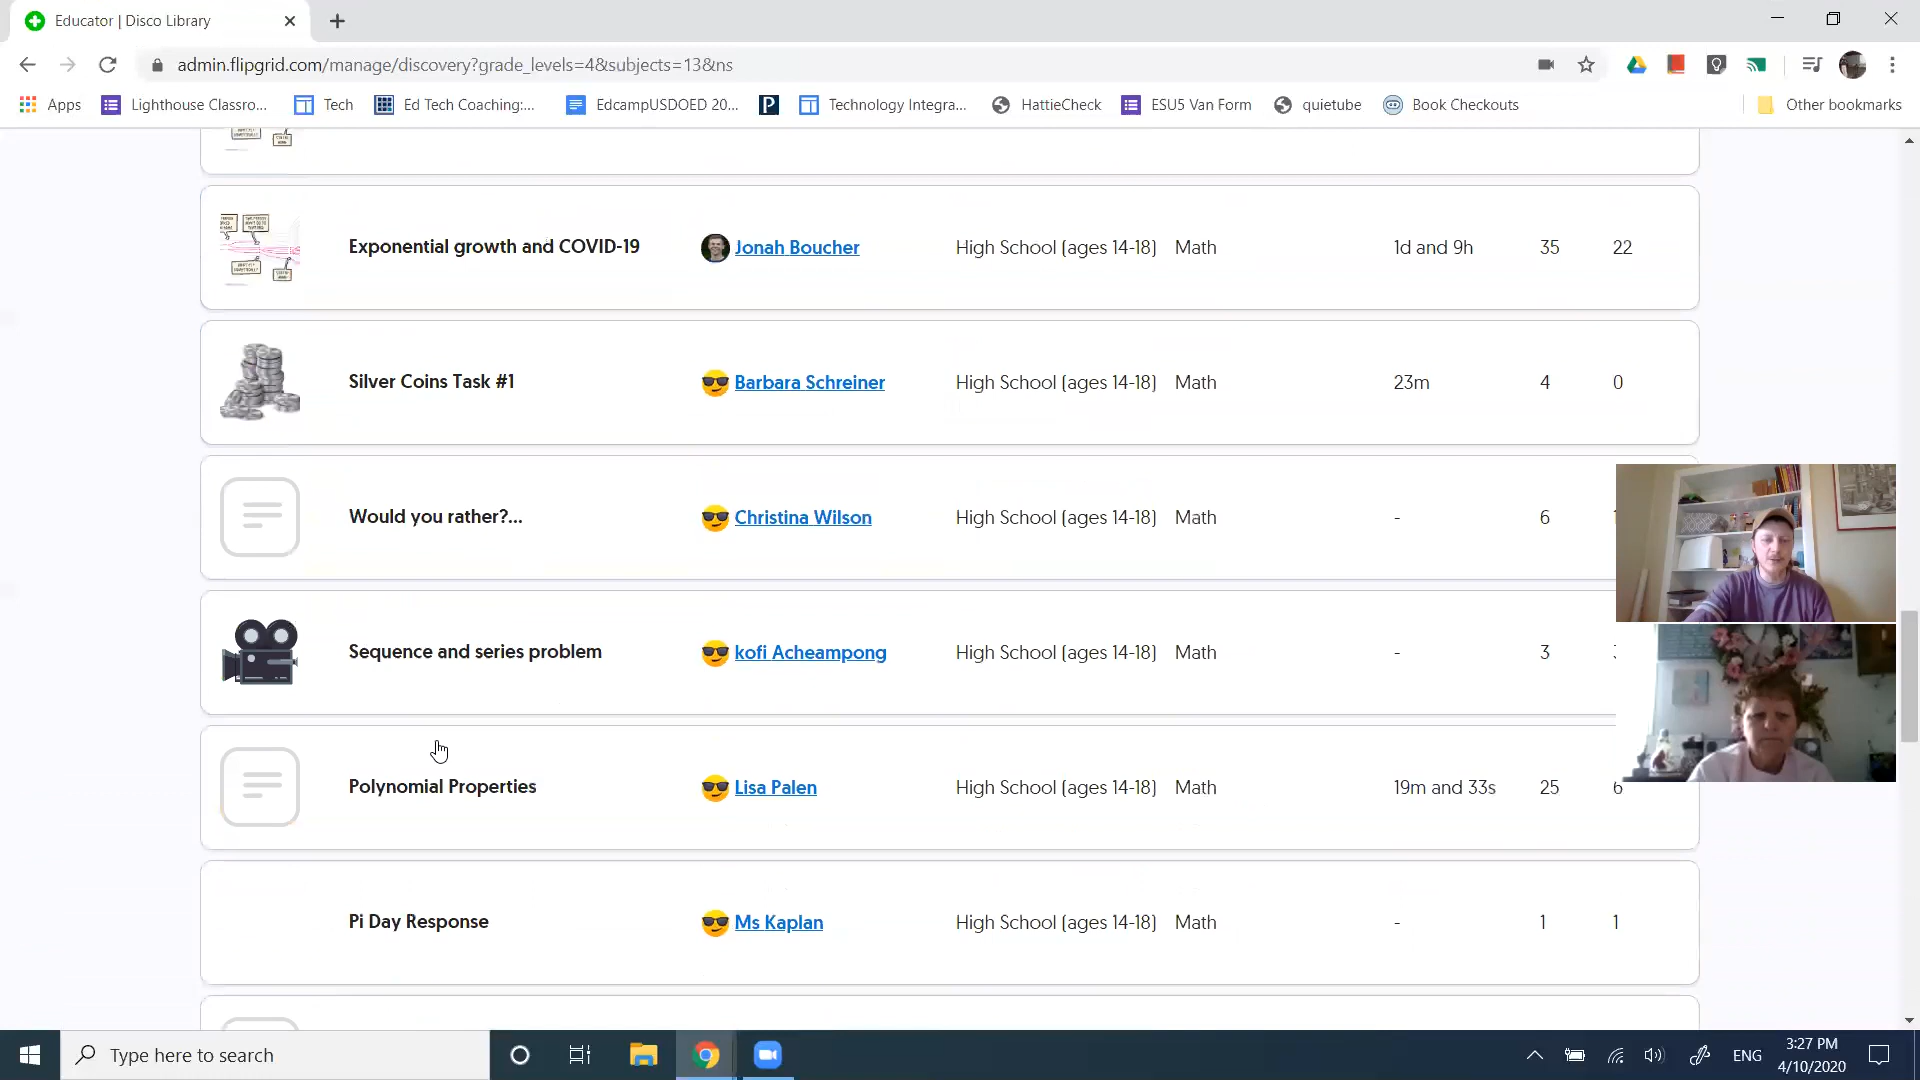 Educator | Disco Library
admin.flipgrid.com/manage/discovery?grade_levels=4&subjects=13&ns
Apps Lighthouse Classro... Tech Ed Tech Coaching:... EdcampUSDOED 20... P Technology Integra... HattieCheck ESU5 Van Form quietube Book Checkouts Other bookmarks
Exponential growth and COVID-19 Jonah Boucher High School (ages 14-18) Math 1d and 9h 35 22
Silver Coins Task #1 Barbara Schreiner High School (ages 14-18) Math 23m 4 0
Would you rather?... Christina Wilson High School (ages 14-18) Math - 6
Sequence and series problem kofi Acheampong High School (ages 14-18) Math - 3
Polynomial Properties Lisa Palen High School (ages 14-18) Math 19m and 33s 25 6
Pi Day Response Ms Kaplan High School (ages 14-18) Math - 1 1
Type here to search ENG 3:27 PM
4/10/2020